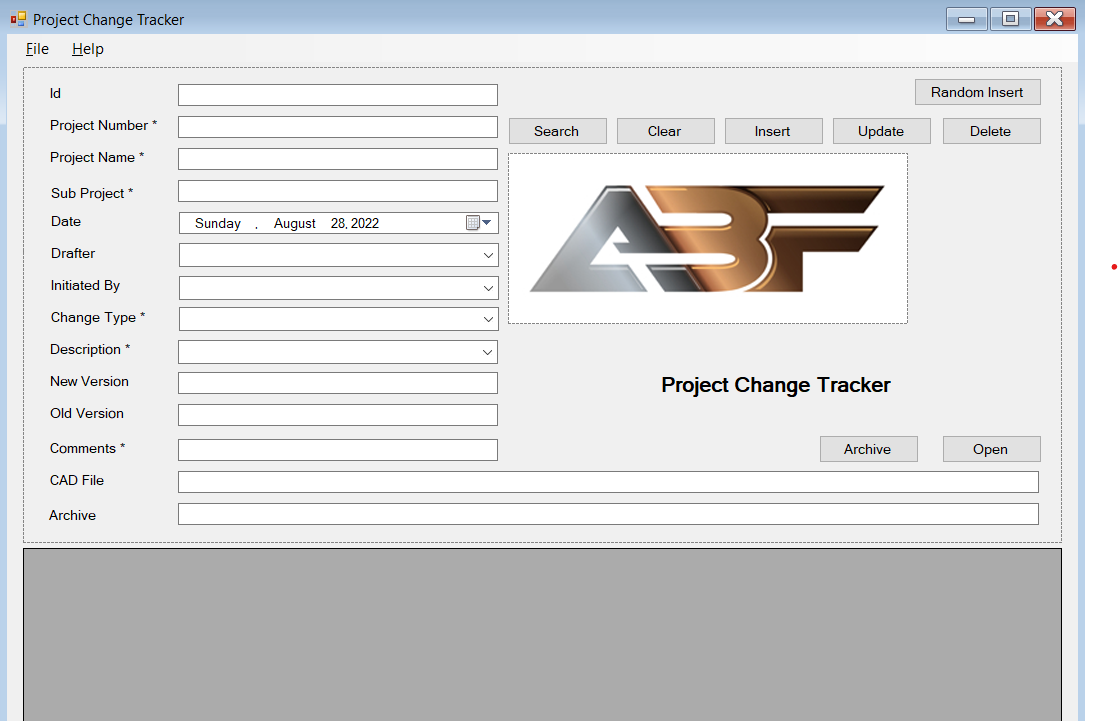 Project Change Tracker
File Help
Id
Random Insert
Project Number *
Search Clear Insert Update Delete
Project Name *
Sub Project *
ABF
Date Sunday , August 28, 2022
Drafter
Initiated By
Change Type *
Description *
New Version
Project Change Tracker
Old Version
Comments *
Archive Open
CAD File
Archive